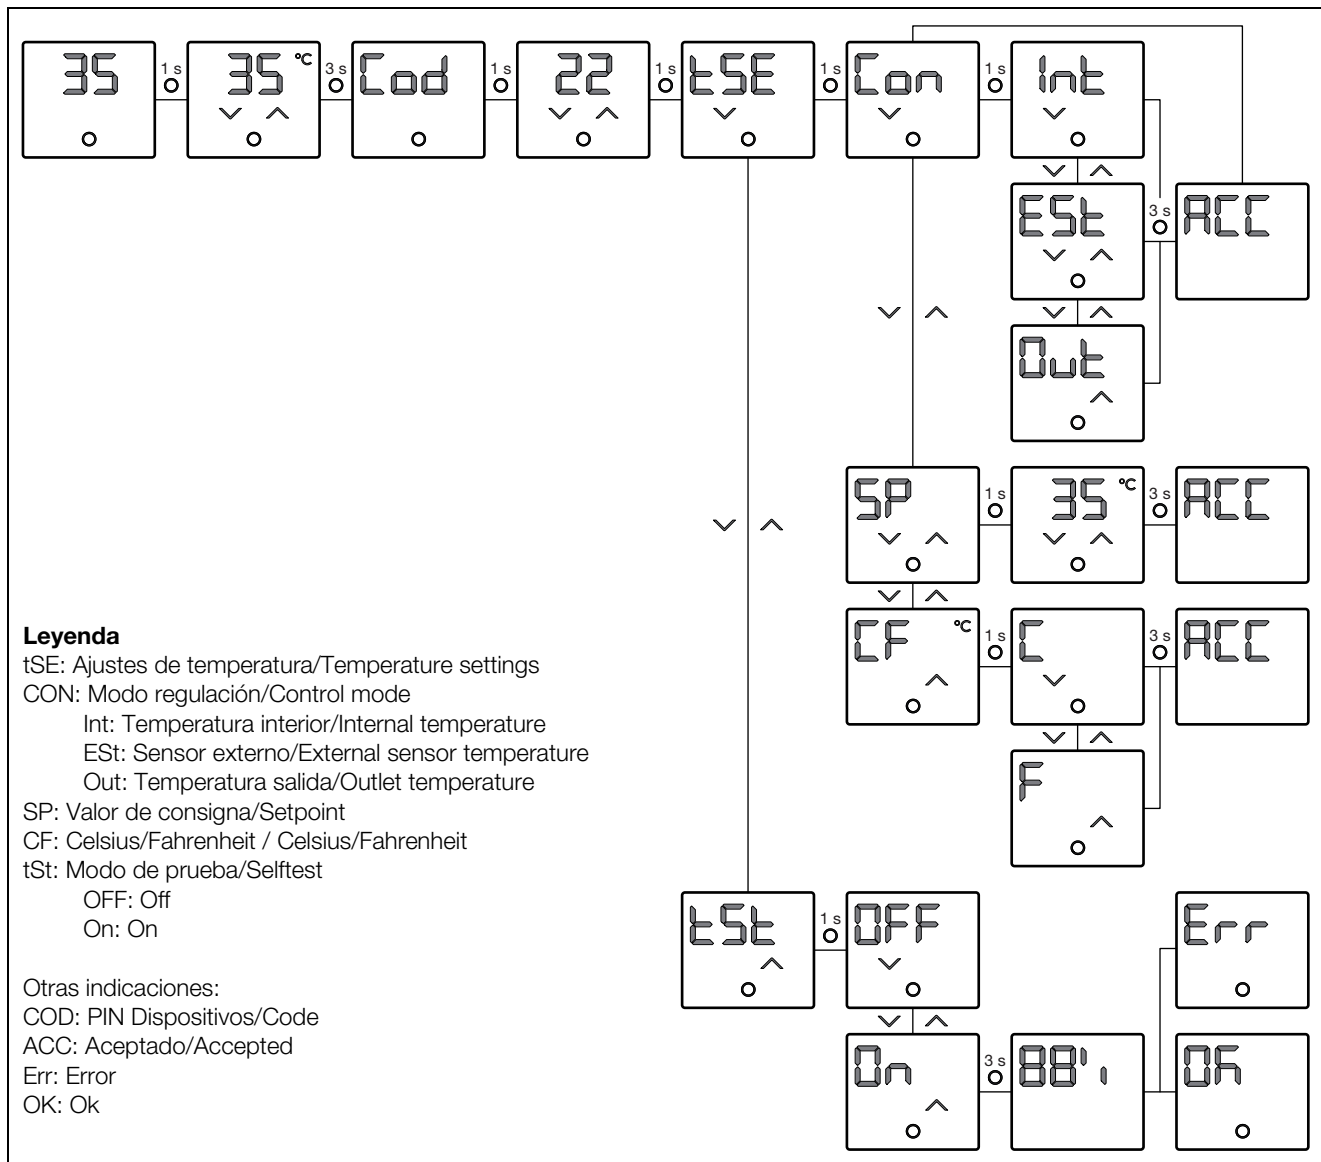 35 1 s 35 °C 3 s Cod 1 s 22 1 s tSE 1 s Con 1 s Int
ESt 3 s ACC
Out
SP 1 s 35 °C 3 s ACC
CF °C 1 s C 3 s ACC
F
Leyenda
tSE: Ajustes de temperatura/Temperature settings
CON: Modo regulación/Control mode
Int: Temperatura interior/Internal temperature
ESt: Sensor externo/External sensor temperature
Out: Temperatura salida/Outlet temperature
SP: Valor de consigna/Setpoint
CF: Celsius/Fahrenheit / Celsius/Fahrenheit
tSt: Modo de prueba/Selftest
OFF: Off
On: On
Otras indicaciones:
COD: PIN Dispositivos/Code
ACC: Aceptado/Accepted
Err: Error
OK: Ok
tSt 1 s OFF Err
On 3 s 88 OK